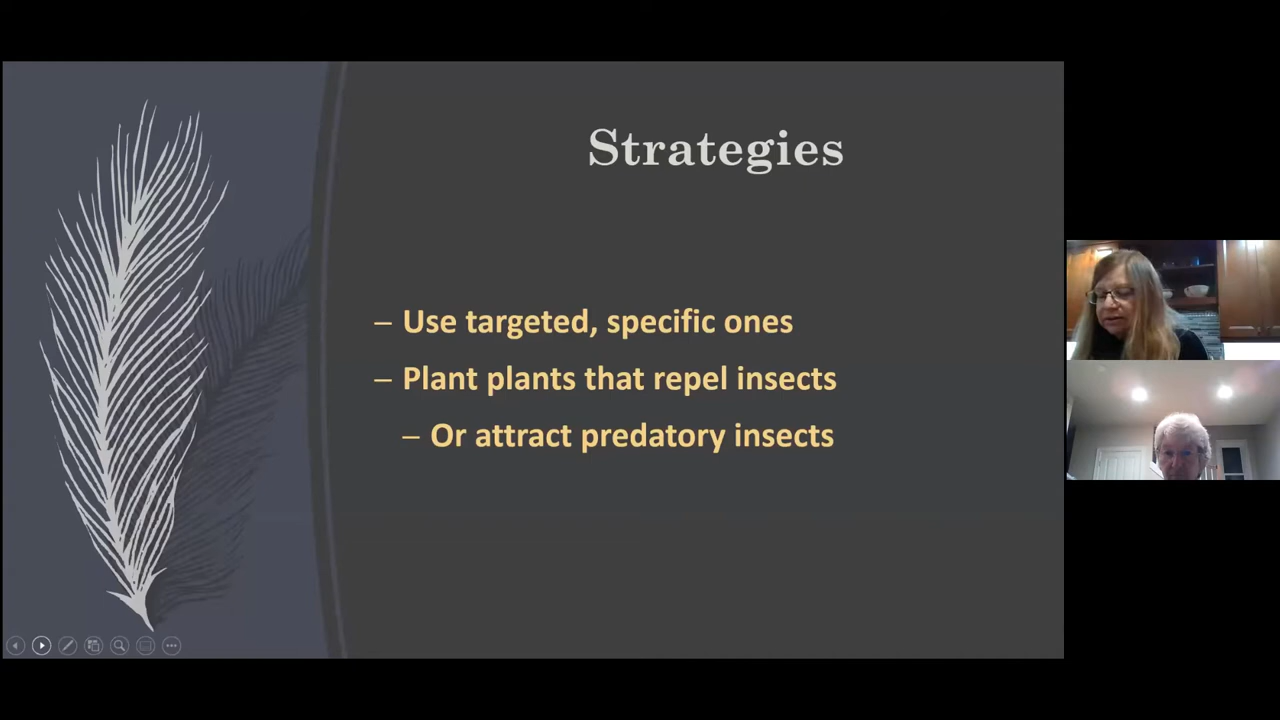 Strategies
– Use targeted, specific ones
– Plant plants that repel insects
– Or attract predatory insects